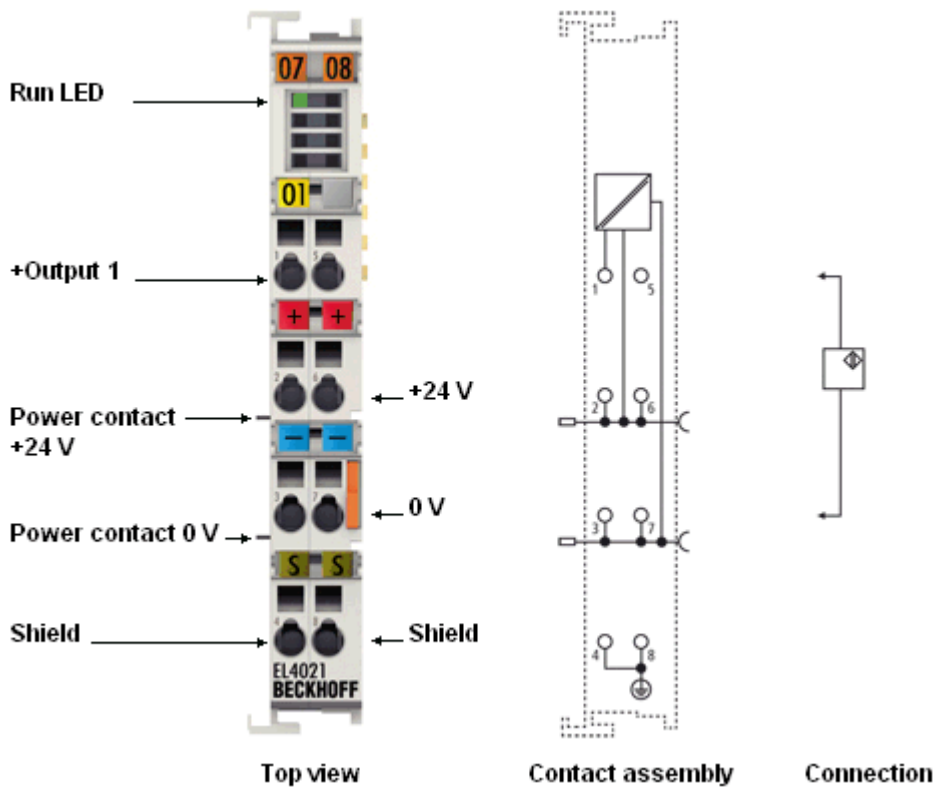 07 08
Run LED
01
+Output 1
1 5
1 5
+ +
2 6
+24 V
2 6
Power contact
+24 V
− −
3 7
0 V
3 7
Power contact 0 V
S S
4 8
Shield
Shield
4 8
EL4021
BECKHOFF
Top view
Contact assembly
Connection